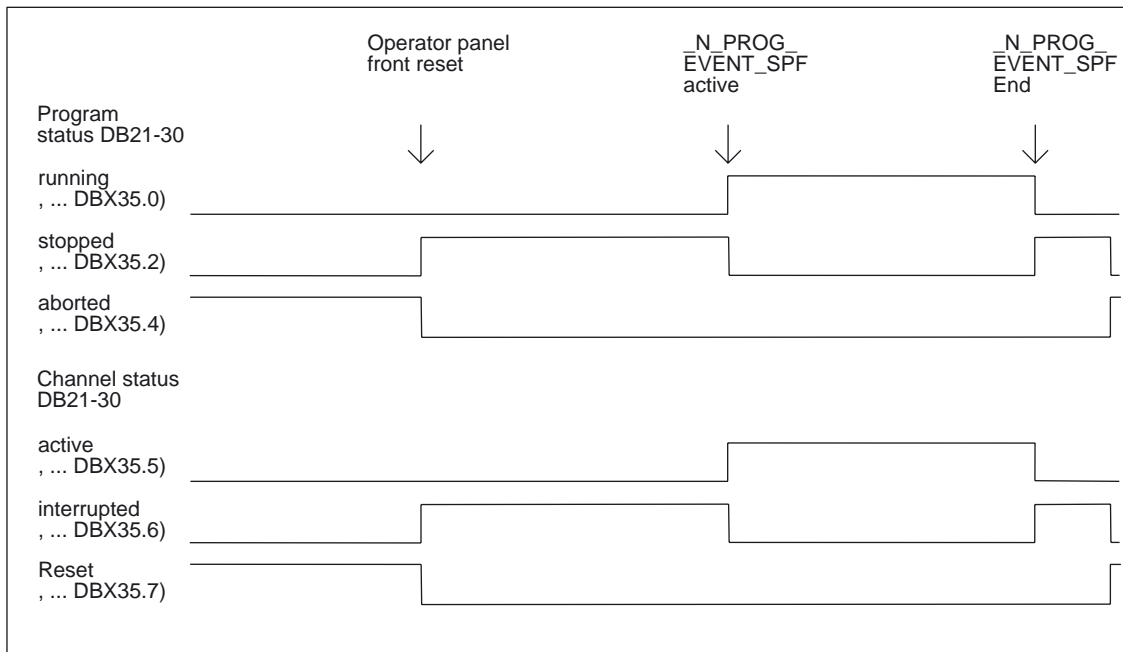 Operator panel
front reset
_N_PROG_
EVENT_SPF
active
_N_PROG_
EVENT_SPF
End
Program
status DB21-30
running
, ... DBX35.0)
stopped
, ... DBX35.2)
aborted
, ... DBX35.4)
Channel status
DB21-30
active
, ... DBX35.5)
interrupted
, ... DBX35.6)
Reset
, ... DBX35.7)